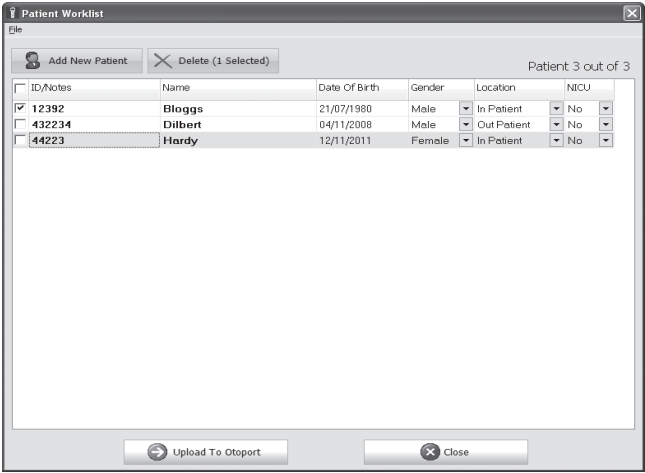 Patient Worklist
File
Add New Patient Delete (1 Selected)
Patient 3 out of 3
ID/Notes Name Date Of Birth Gender Location NICU
12392 Bloggs 21/07/1980 Male In Patient No
432234 Dilbert 04/11/2008 Male Out Patient No
44223 Hardy 12/11/2011 Female In Patient No
Upload To Otoport Close